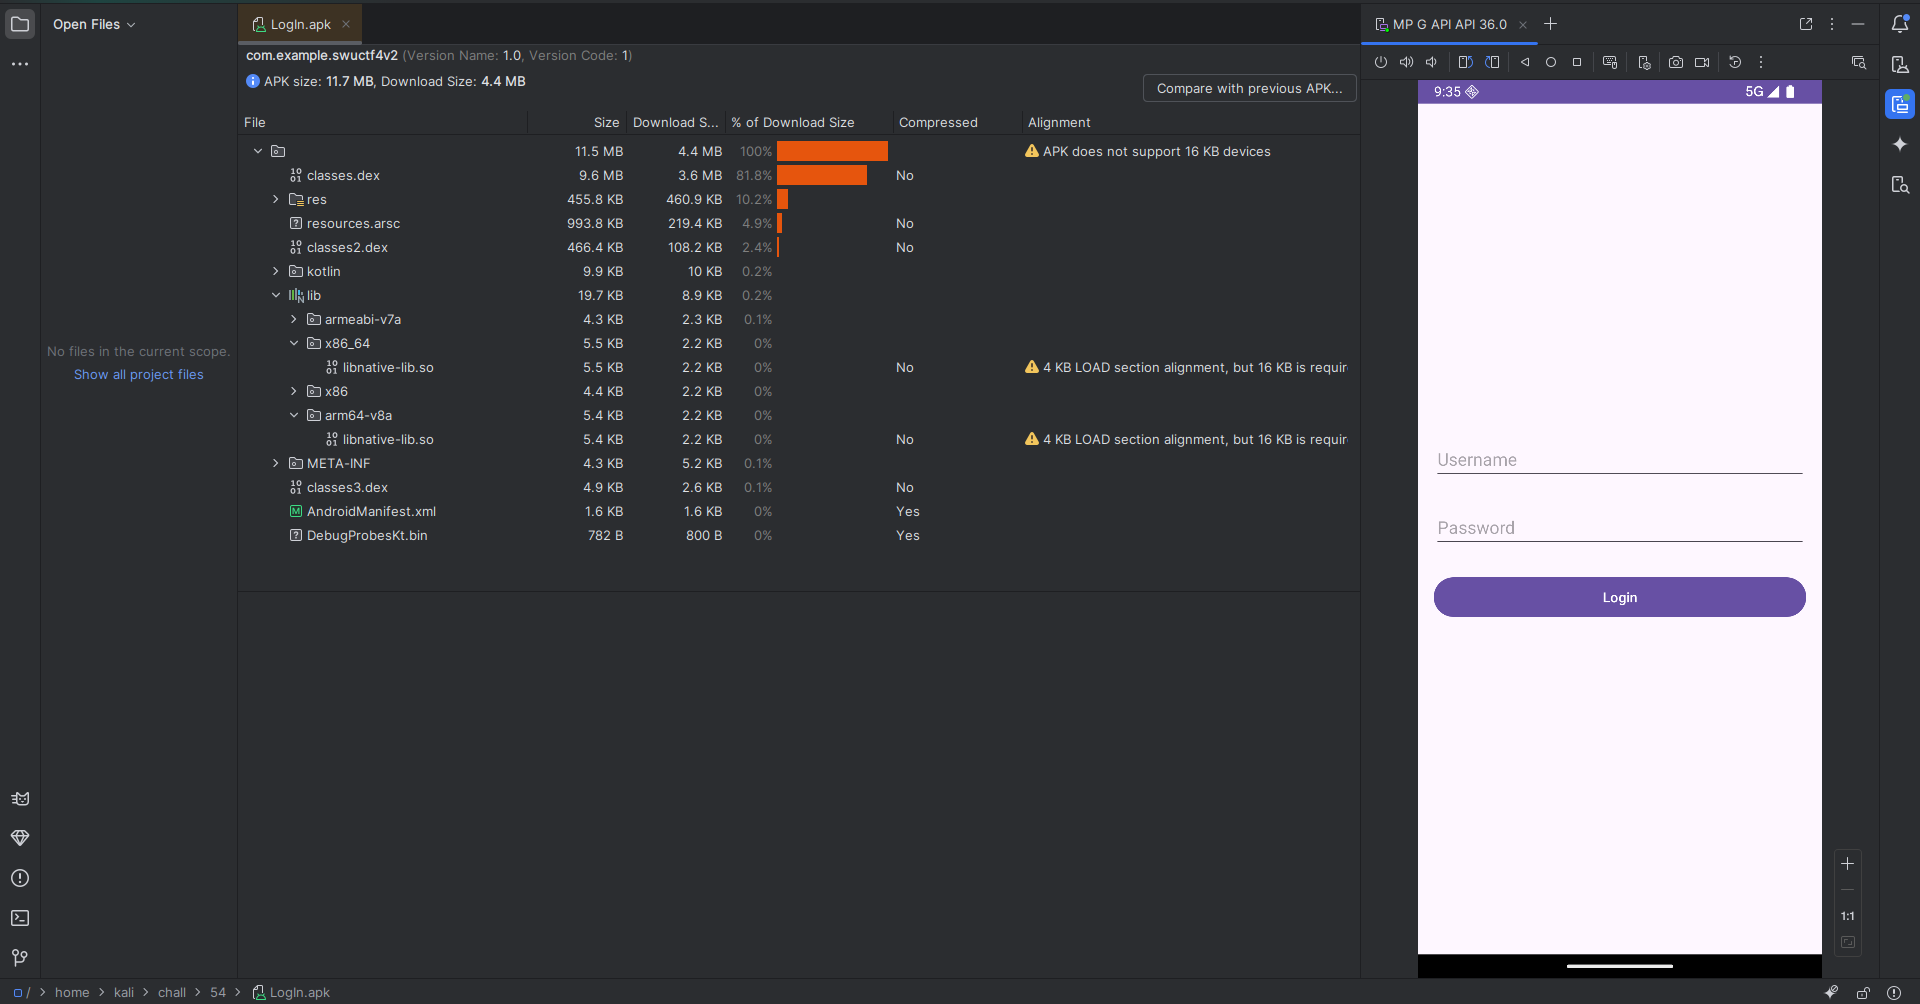 Open Files
LogIn.apk
MP G API API 36.0
com.example.swuctf4v2 (Version Name: 1.0, Version Code: 1)
APK size: 11.7 MB, Download Size: 4.4 MB
Compare with previous APK...
File Size Download S... % of Download Size Compressed Alignment
11.5 MB 4.4 MB 100% APK does not support 16 KB devices
classes.dex 9.6 MB 3.6 MB 81.8% No
res 455.8 KB 460.9 KB 10.2%
resources.arsc 993.8 KB 219.4 KB 4.9% No
classes2.dex 466.4 KB 108.2 KB 2.4% No
kotlin 9.9 KB 10 KB 0.2%
lib 19.7 KB 8.9 KB 0.2%
armeabi-v7a 4.3 KB 2.3 KB 0.1%
x86_64 5.5 KB 2.2 KB 0%
libnative-lib.so 5.5 KB 2.2 KB 0% No 4 KB LOAD section alignment, but 16 KB is requir
x86 4.4 KB 2.2 KB 0%
arm64-v8a 5.4 KB 2.2 KB 0%
libnative-lib.so 5.4 KB 2.2 KB 0% No 4 KB LOAD section alignment, but 16 KB is requir
META-INF 4.3 KB 5.2 KB 0.1%
classes3.dex 4.9 KB 2.6 KB 0.1% No
AndroidManifest.xml 1.6 KB 1.6 KB 0% Yes
DebugProbesKt.bin 782 B 800 B 0% Yes
No files in the current scope.
Show all project files
9:35 5G
Username
Password
Login
1:1
/ > home > kali > chall > 54 > LogIn.apk